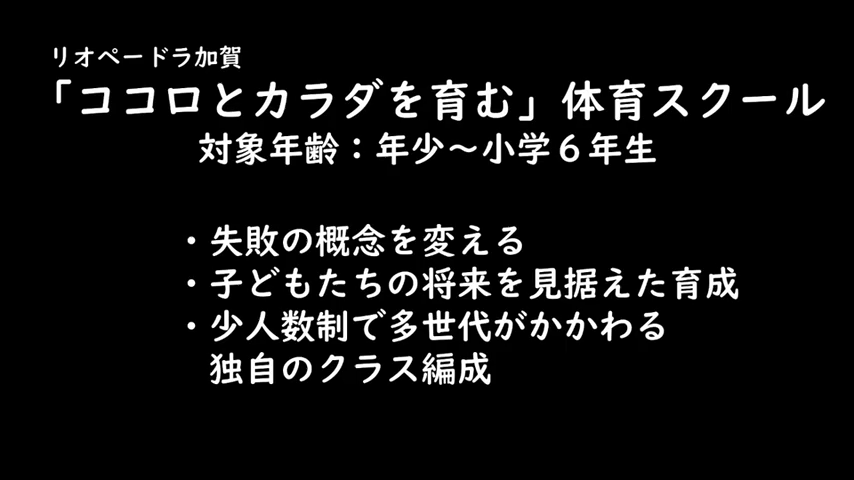 リオペードラ加賀
「ココロとカラダを育む」体育スクール
対象年齢：年少～小学６年生
・失敗の概念を変える
・子どもたちの将来を見据えた育成
・少人数制で多世代がかかわる
独自のクラス編成